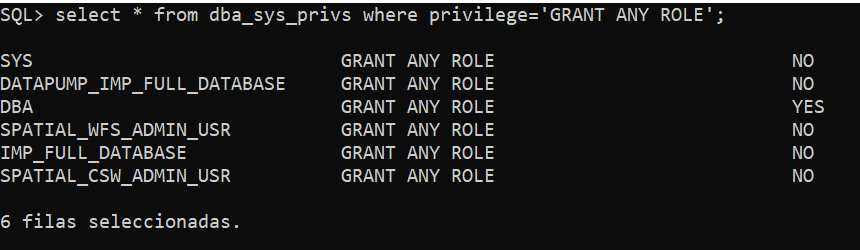 SQL> select * from dba_sys_privs where privilege='GRANT ANY ROLE';
SYS GRANT ANY ROLE NO
DATAPUMP_IMP_FULL_DATABASE GRANT ANY ROLE NO
DBA GRANT ANY ROLE YES
SPATIAL_WFS_ADMIN_USR GRANT ANY ROLE NO
IMP_FULL_DATABASE GRANT ANY ROLE NO
SPATIAL_CSW_ADMIN_USR GRANT ANY ROLE NO
6 filas seleccionadas.